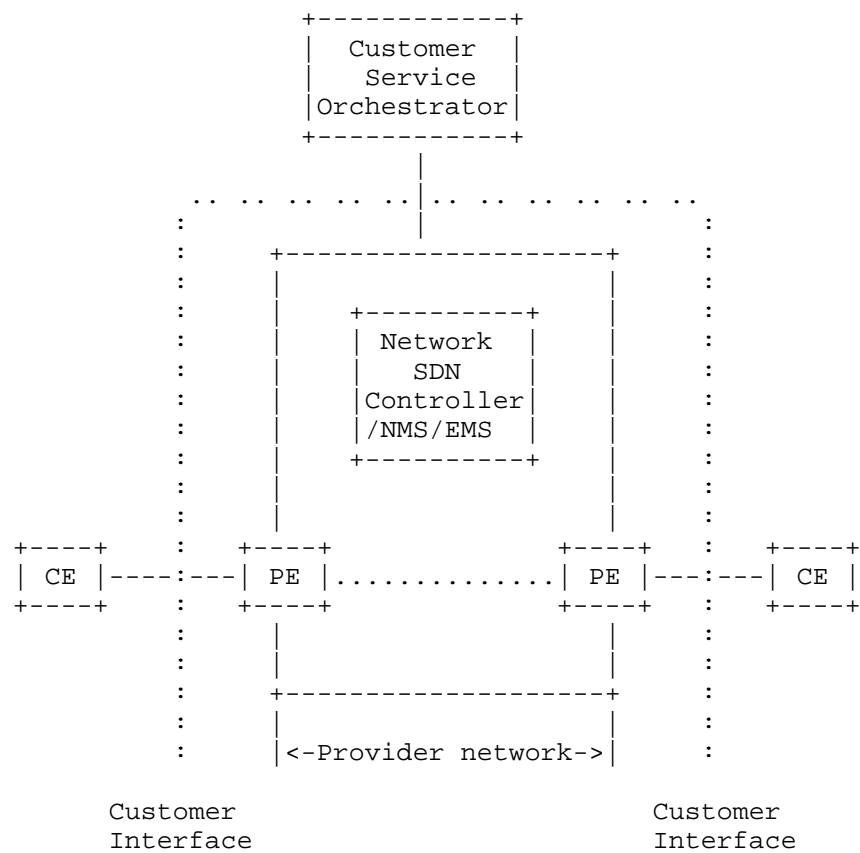 Customer
Service
Orchestrator
Network
SDN
Controller
/NMS/EMS
CE PE PE CE
<-Provider network->
Customer Customer
Interface Interface